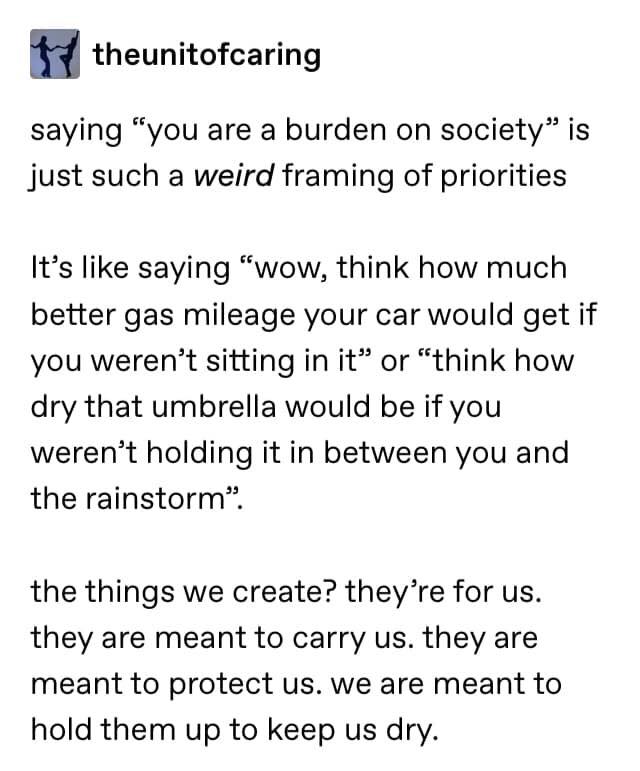 theunitofcaring
saying “you are a burden on society” is
just such a weird framing of priorities
It’s like saying “wow, think how much
better gas mileage your car would get if
you weren’t sitting in it” or “think how
dry that umbrella would be if you
weren’t holding it in between you and
the rainstorm”.
the things we create? they’re for us.
they are meant to carry us. they are
meant to protect us. we are meant to
hold them up to keep us dry.